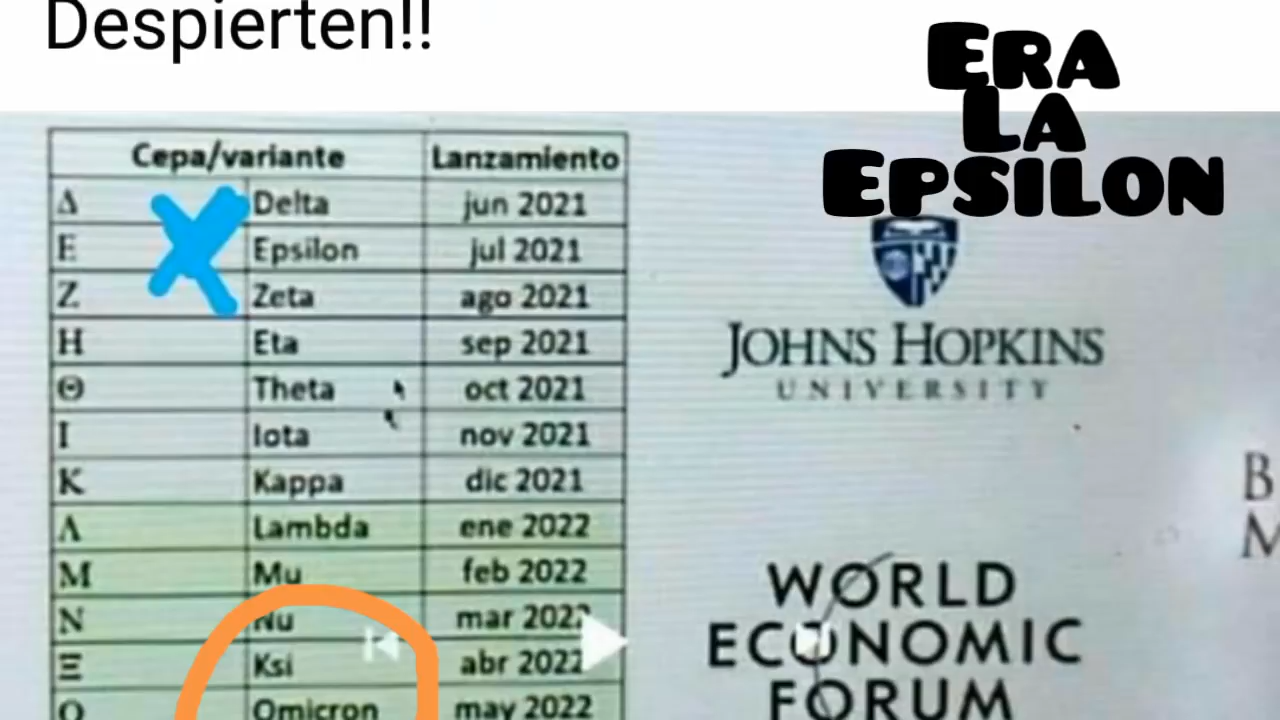 Despierten!!
ERA
LA
EPSILON
Cepa/variante Lanzamiento
Δ Delta jun 2021
E Epsilon jul 2021
Z Zeta ago 2021
H Eta sep 2021
Θ Theta oct 2021
I Iota nov 2021
K Kappa dic 2021
Λ Lambda ene 2022
M Mu feb 2022
N Nu mar 2022
Ξ Ksi abr 2022
O Omicron may 2022
JOHNS HOPKINS
UNIVERSITY
WORLD
ECONOMIC
FORUM
B
M